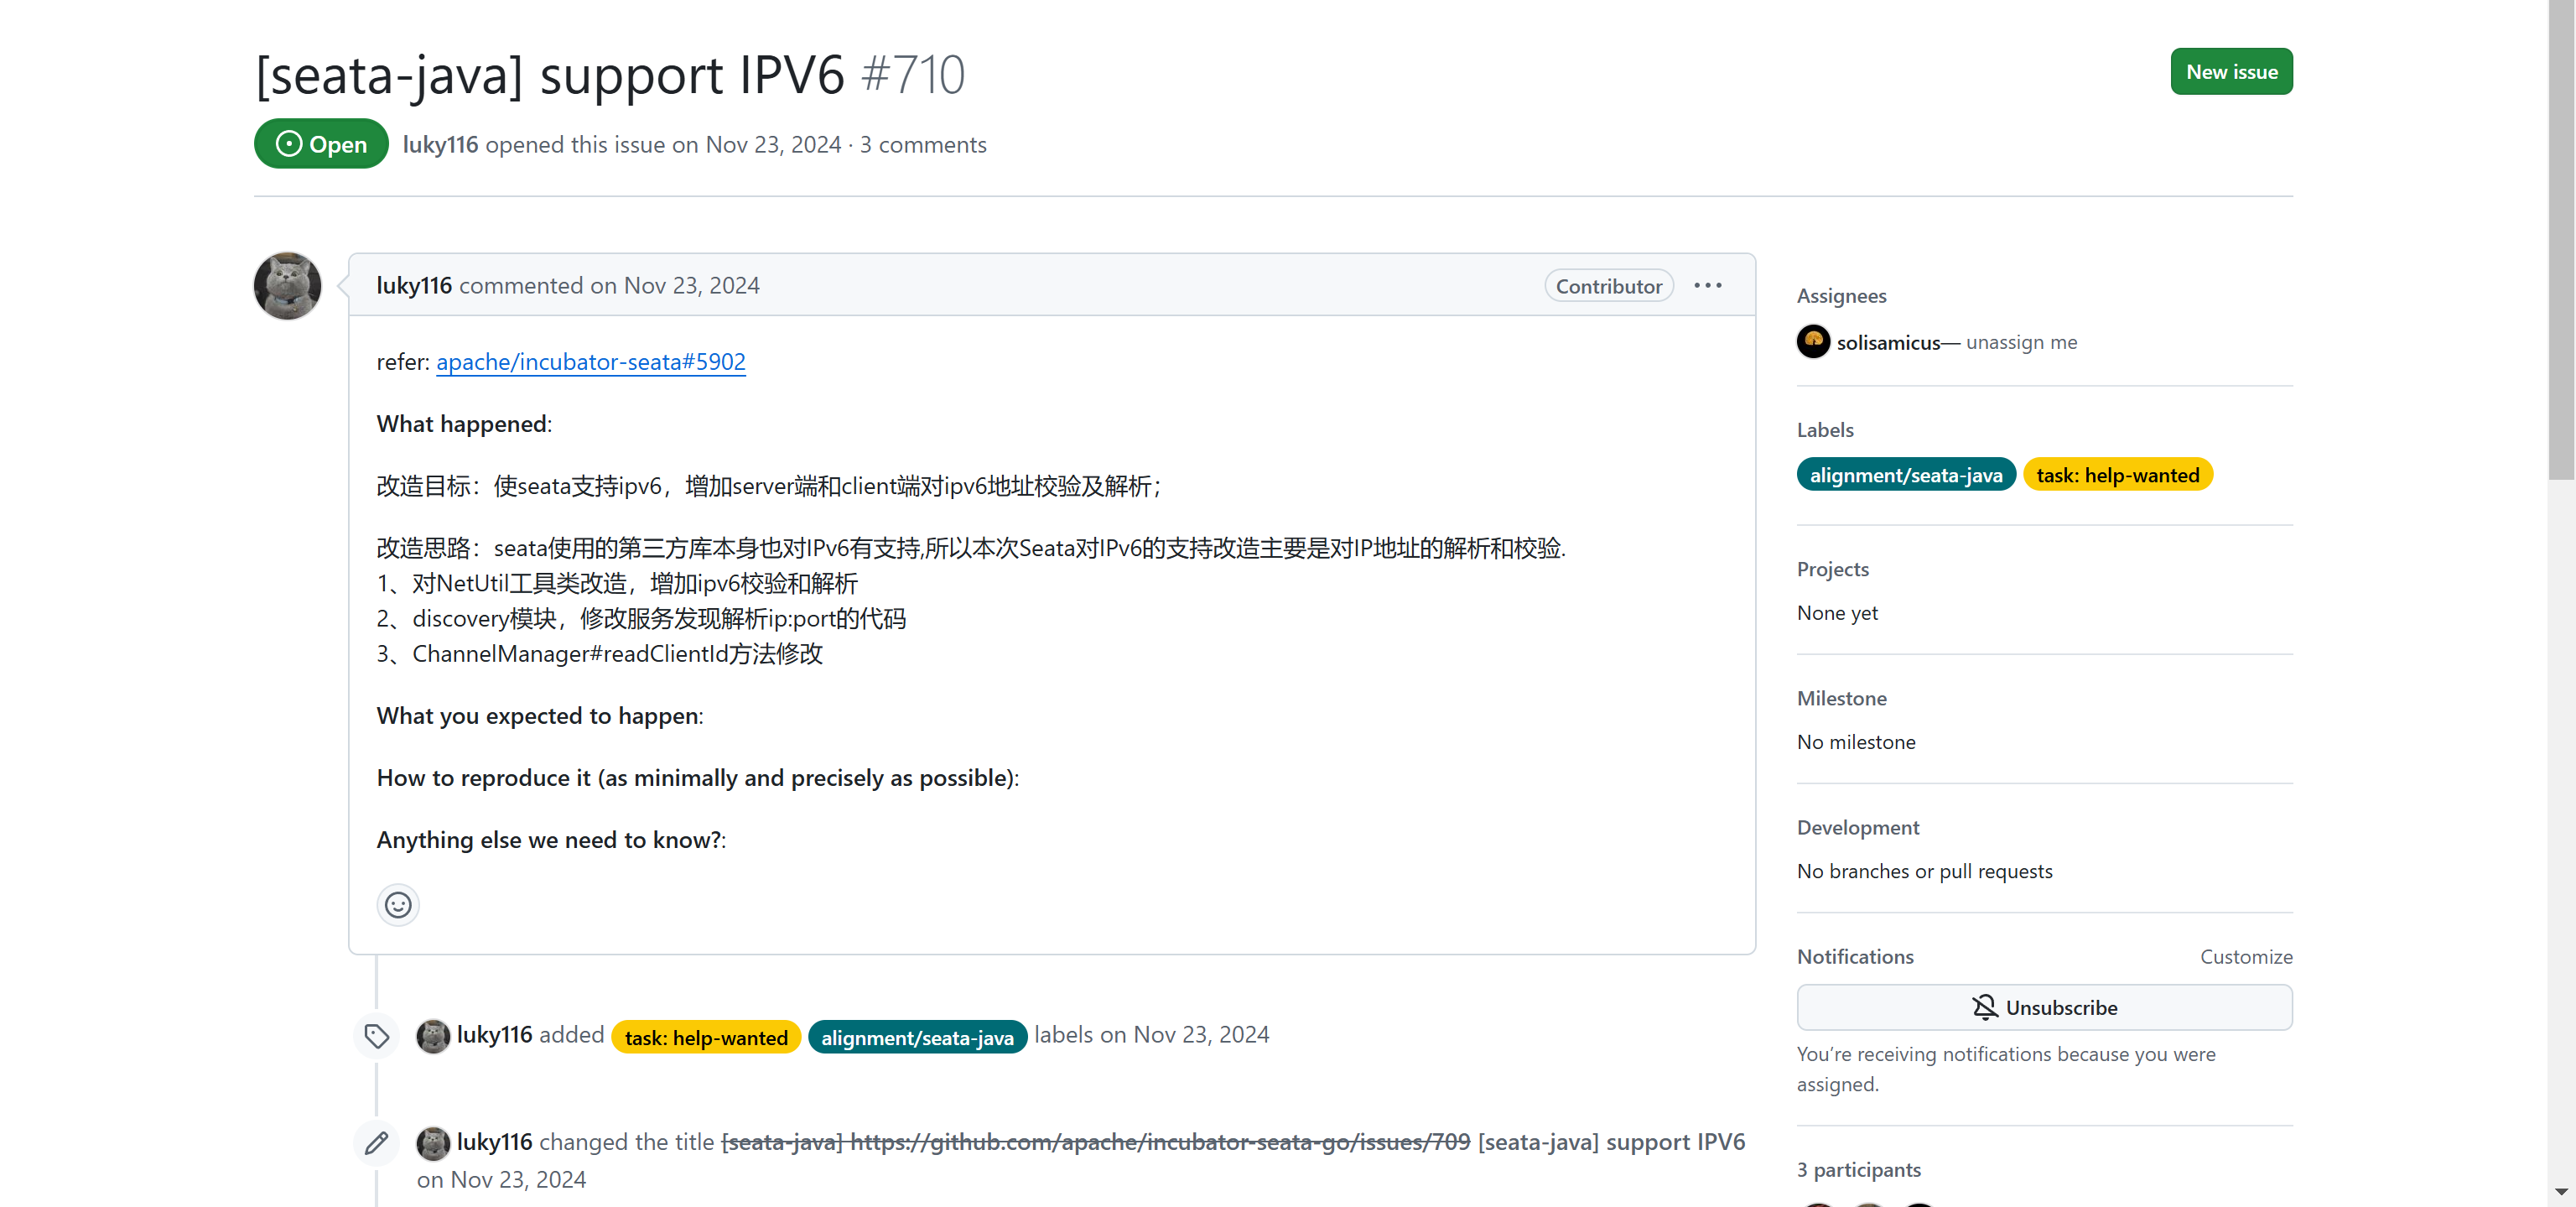 [seata-java] support IPV6 #710
New issue
Open
luky116 opened this issue on Nov 23, 2024 · 3 comments
luky116 commented on Nov 23, 2024
Contributor
refer: apache/incubator-seata#5902
What happened:
改造目标：使seata支持ipv6，增加server端和client端对ipv6地址校验及解析；
改造思路：seata使用的第三方库本身也对IPv6有支持,所以本次Seata对IPv6的支持改造主要是对IP地址的解析和校验.
1、对NetUtil工具类改造，增加ipv6校验和解析
2、discovery模块，修改服务发现解析ip:port的代码
3、ChannelManager#readClientId方法修改
What you expected to happen:
How to reproduce it (as minimally and precisely as possible):
Anything else we need to know?:
luky116 added task: help-wanted alignment/seata-java labels on Nov 23, 2024
luky116 changed the title [seata-java] https://github.com/apache/incubator-seata-go/issues/709 [seata-java] support IPV6
on Nov 23, 2024
Assignees
solisamicus— unassign me
Labels
alignment/seata-java task: help-wanted
Projects
None yet
Milestone
No milestone
Development
No branches or pull requests
Notifications
Customize
Unsubscribe
You're receiving notifications because you were
assigned.
3 participants